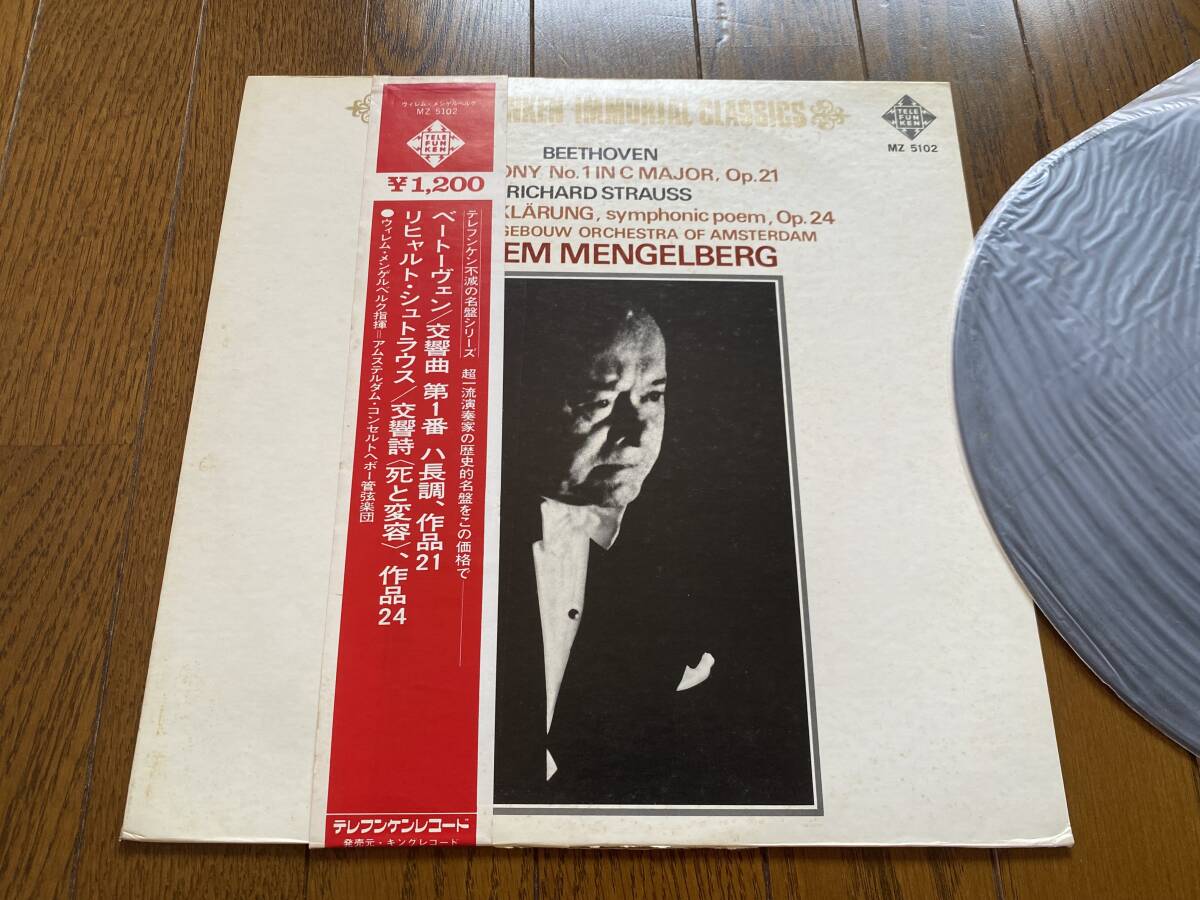 ウィレム・メンゲルベルク
MZ 5102
TELE
FUN
KEN
¥1,200
テレフンケン不滅の名盤シリーズ 超一流演奏家の歴史的名盤をこの価格で
ベートーヴェン/交響曲 第1番 ハ長調、作品21
リヒャルト・シュトラウス/交響詩〈死と変容〉、作品24
●ウィレム・メンゲルベルク指揮=アムステルダム・コンセルトヘボー管弦楽団
テレフンケンレコード
発売元・キングレコード
NKEN IMMORTAL CLASSICS
TELE
FUN
KEN
MZ 5102
BEETHOVEN
ONY No.1 IN C MAJOR, Op.21
RICHARD STRAUSS
KLÄRUNG, symphonic poem, Op.24
GEBOUW ORCHESTRA OF AMSTERDAM
EM MENGELBERG